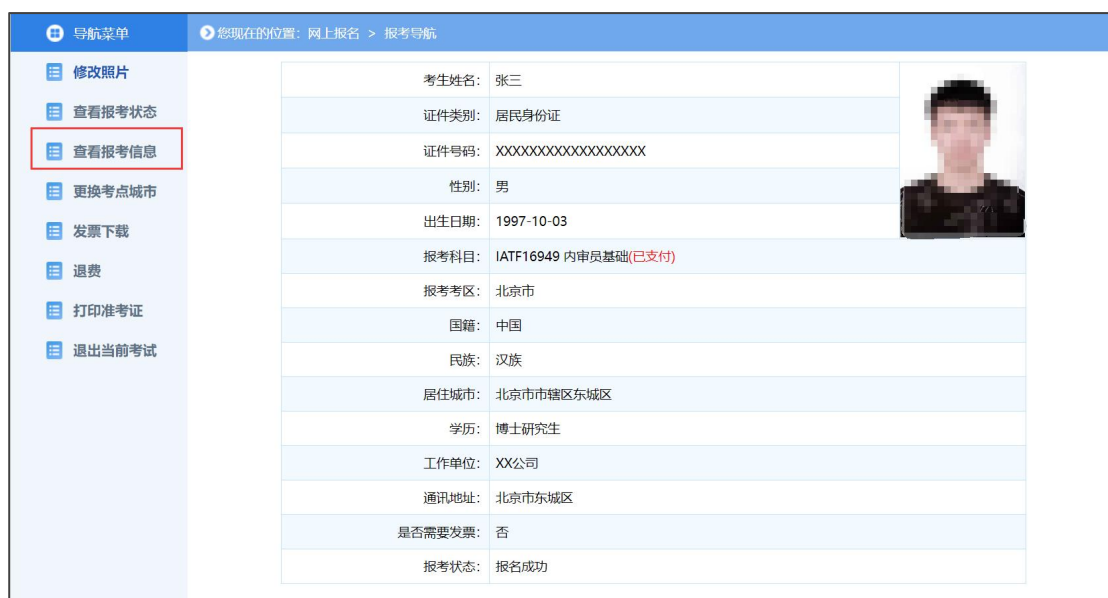 导航菜单
您现在的位置：网上报名 > 报考导航
修改照片
查看报考状态
查看报考信息
更换考点城市
发票下载
退费
打印准考证
退出当前考试
考生姓名： 张三
证件类别： 居民身份证
证件号码： XXXXXXXXXXXXXXXXXX
性别： 男
出生日期： 1997-10-03
报考科目： IATF16949 内审员基础(已支付)
报考考区： 北京市
国籍： 中国
民族： 汉族
居住城市： 北京市市辖区东城区
学历： 博士研究生
工作单位： XX公司
通讯地址： 北京市东城区
是否需要发票： 否
报考状态： 报名成功